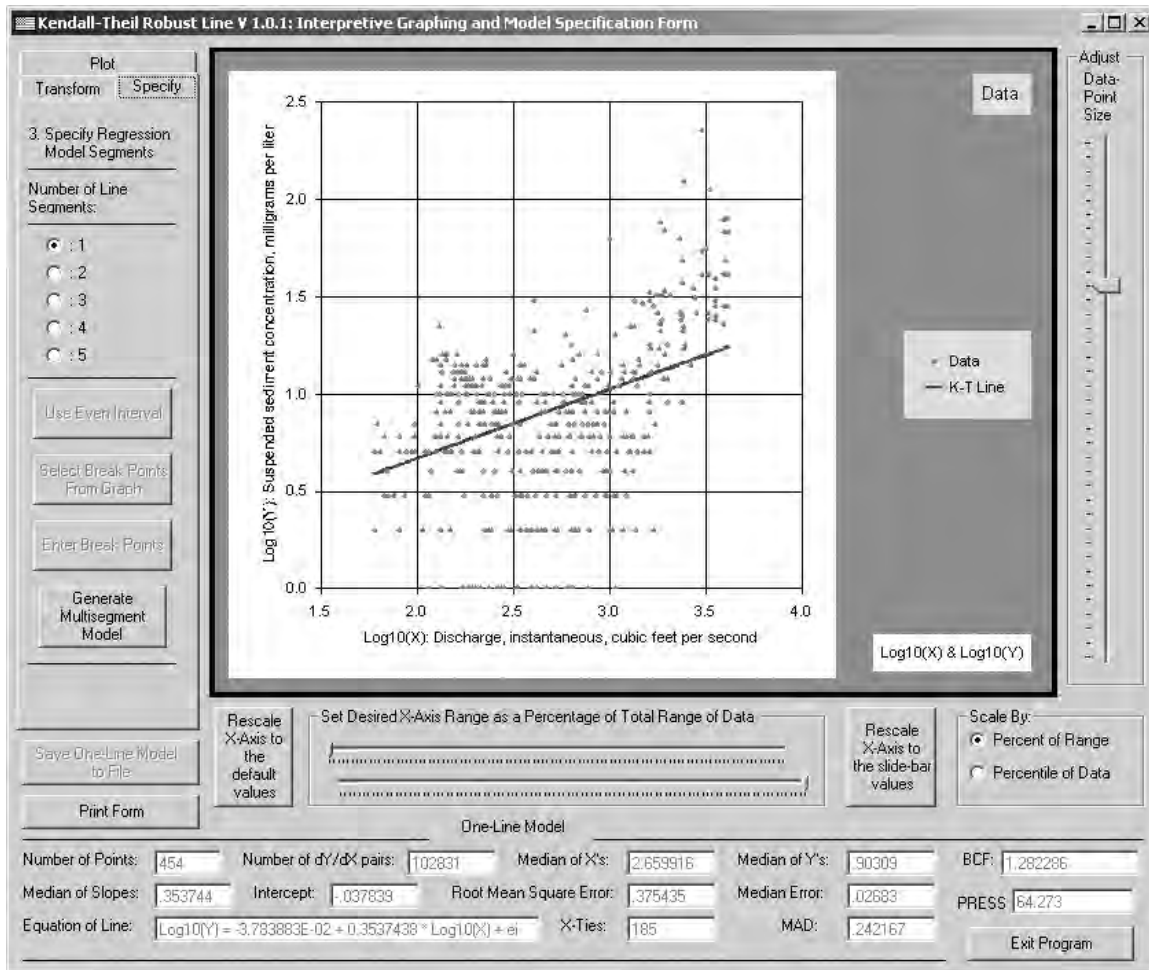 Kendall-Theil Robust Line V 1.0.1: Interpretive Graphing and Model Specification Form
Plot
Transform
Specify
3. Specify Regression
Model Segments
Number of Line
Segments:
: 1
: 2
: 3
: 4
: 5
Use Even Interval
Select Break Points
From Graph
Enter Break Points
Generate
Multisegment
Model
Save One-Line Model
to File
Print Form
Log10(Y): Suspended sediment concentration, milligrams per liter
2.5
2.0
1.5
1.0
0.5
0.0
1.5 2.0 2.5 3.0 3.5 4.0
Log10(X): Discharge, instantaneous, cubic feet per second
Data
Data
K-T Line
Log10(X) & Log10(Y)
Adjust
Data-
Point
Size
Rescale
X-Axis to
the
default
values
Set Desired X-Axis Range as a Percentage of Total Range of Data
Rescale
X-Axis to
the slide-bar
values
Scale By:
Percent of Range
Percentile of Data
One-Line Model
Number of Points: 454 Number of dY/dX pairs: 102831 Median of X's: 2.659916 Median of Y's: .90309 BCF: 1.282286
Median of Slopes: .353744 Intercept: -.037839 Root Mean Square Error: .375435 Median Error: .02683 PRESS 64.273
Equation of Line: Log10(Y) = -3.783883E-02 + 0.3537438 * Log10(X) + ei X-Ties: 185 MAD: .242167
Exit Program